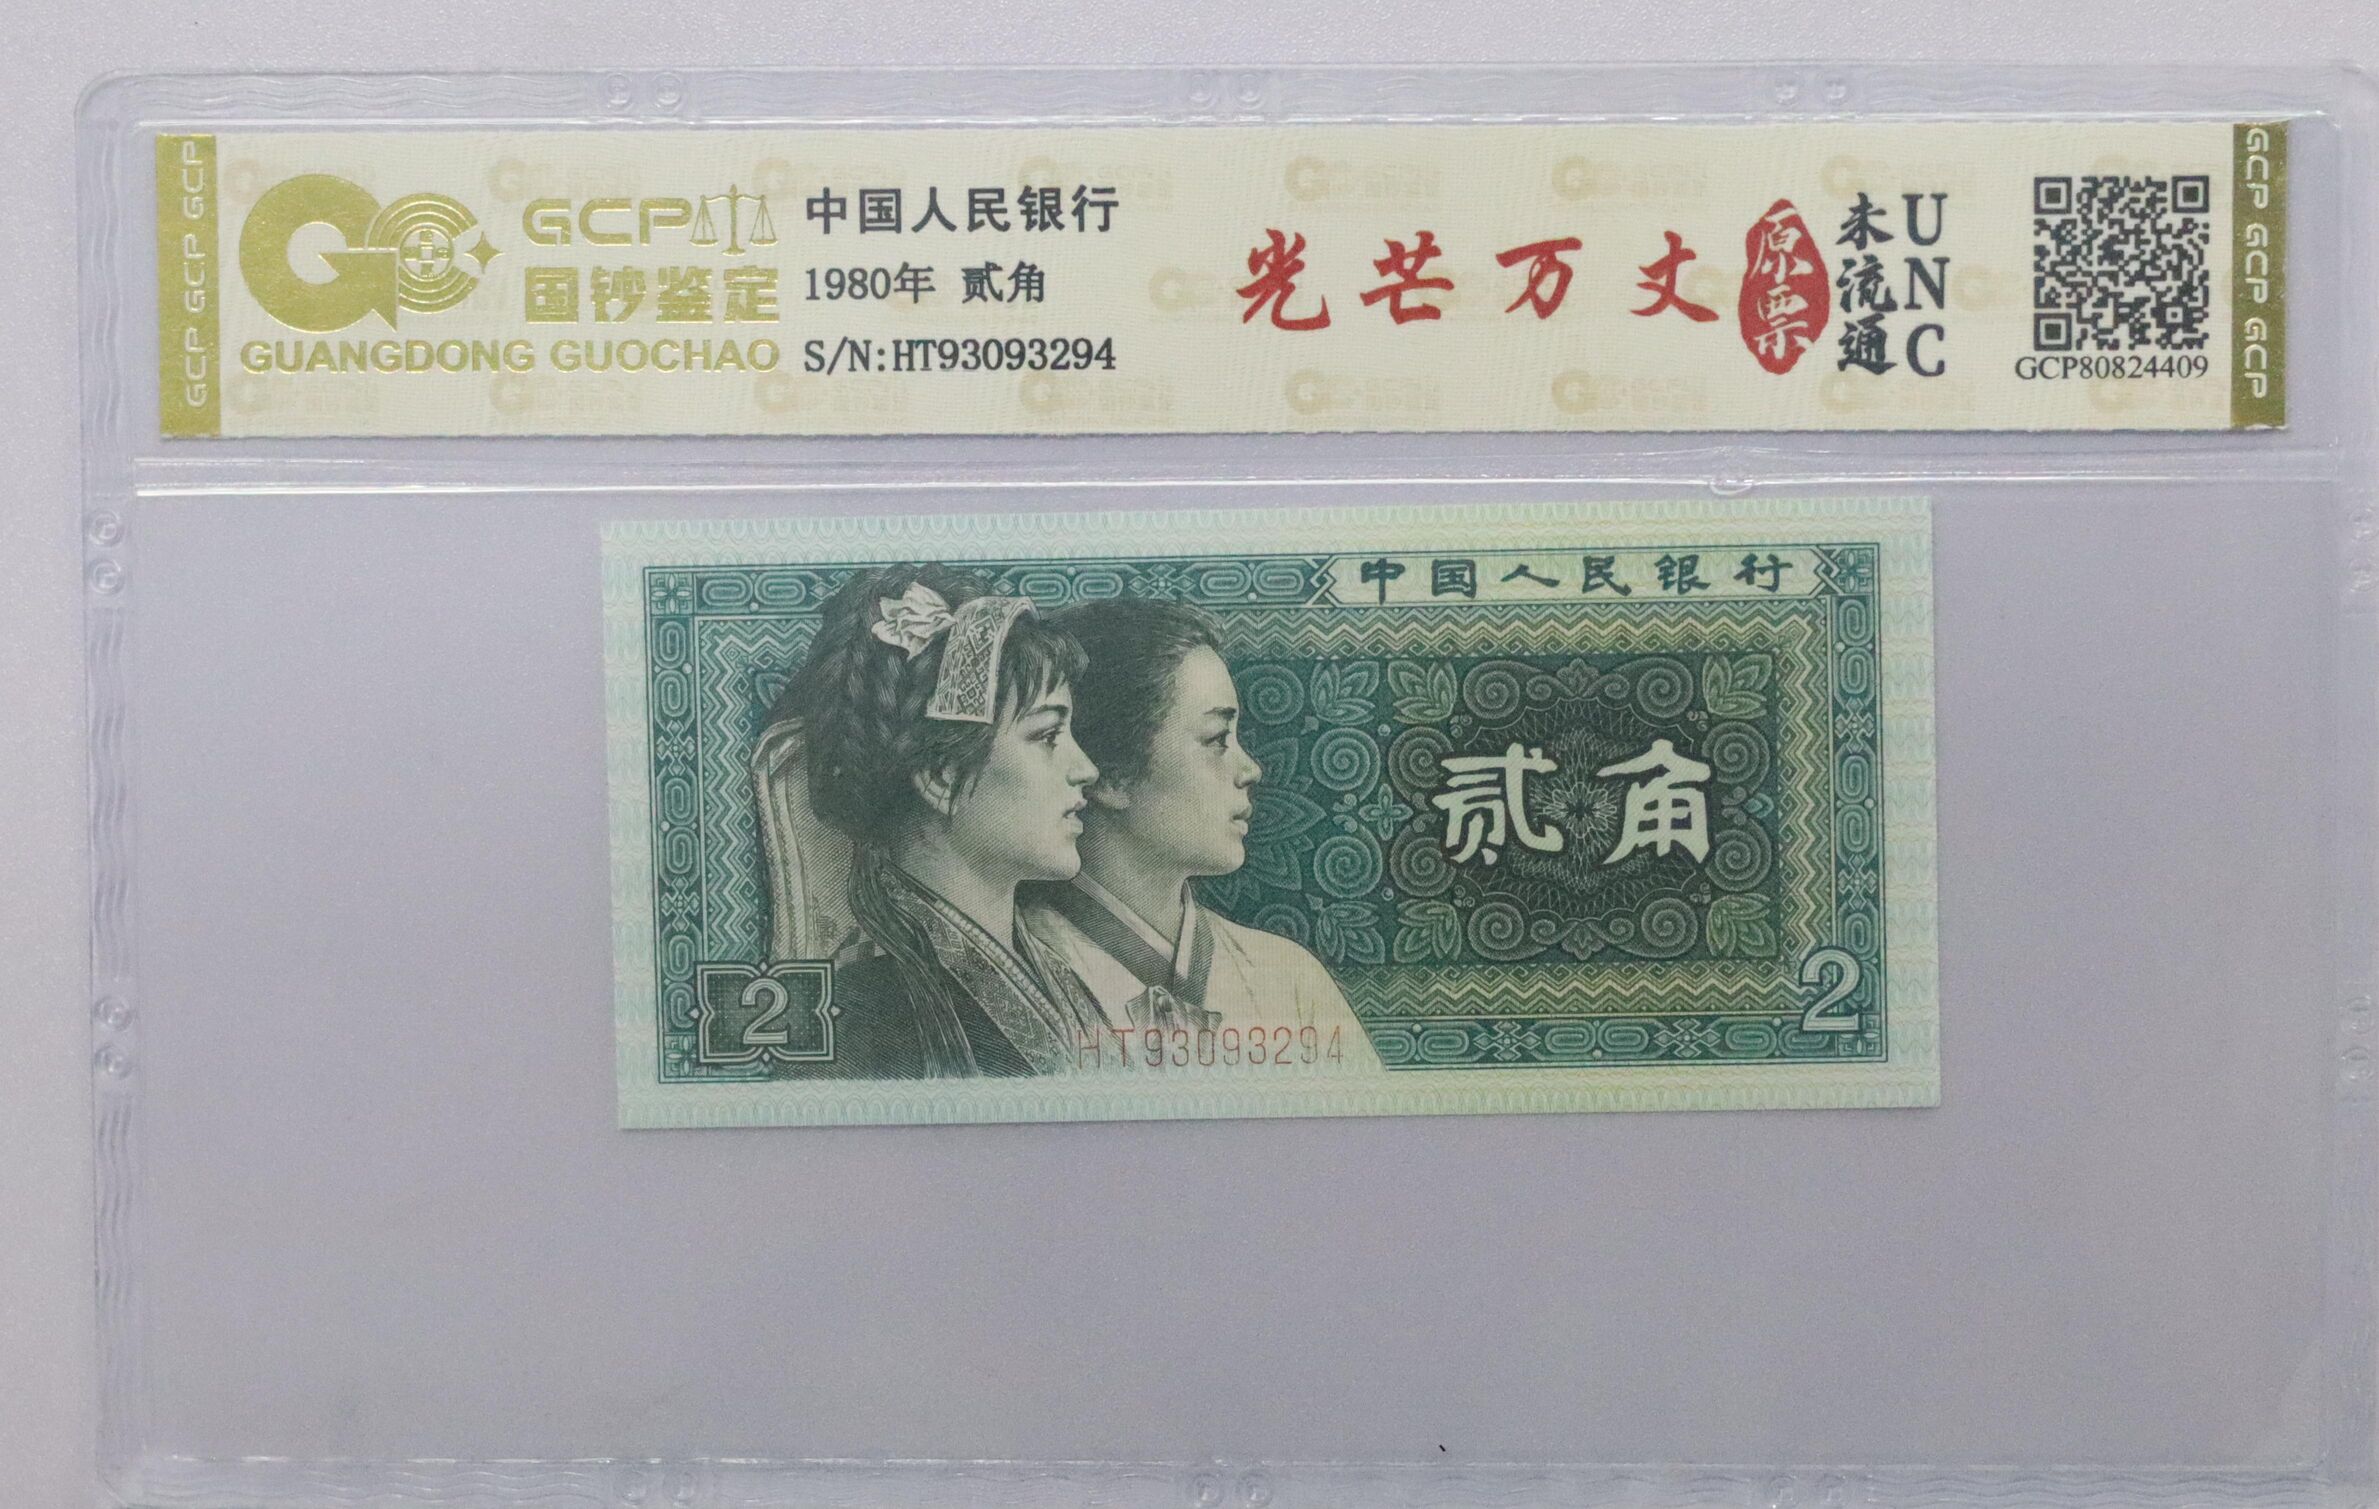 GCP GCP GCP
GCP
国钞鉴定
GUANGDONG GUOCHAO
中国人民银行
1980年 贰角
S/N:HT93093294
光芒万丈
原票
未流通
UNC
GCP80824409
GCP GCP GCP
中国人民银行
贰角
2
2
HT93093294